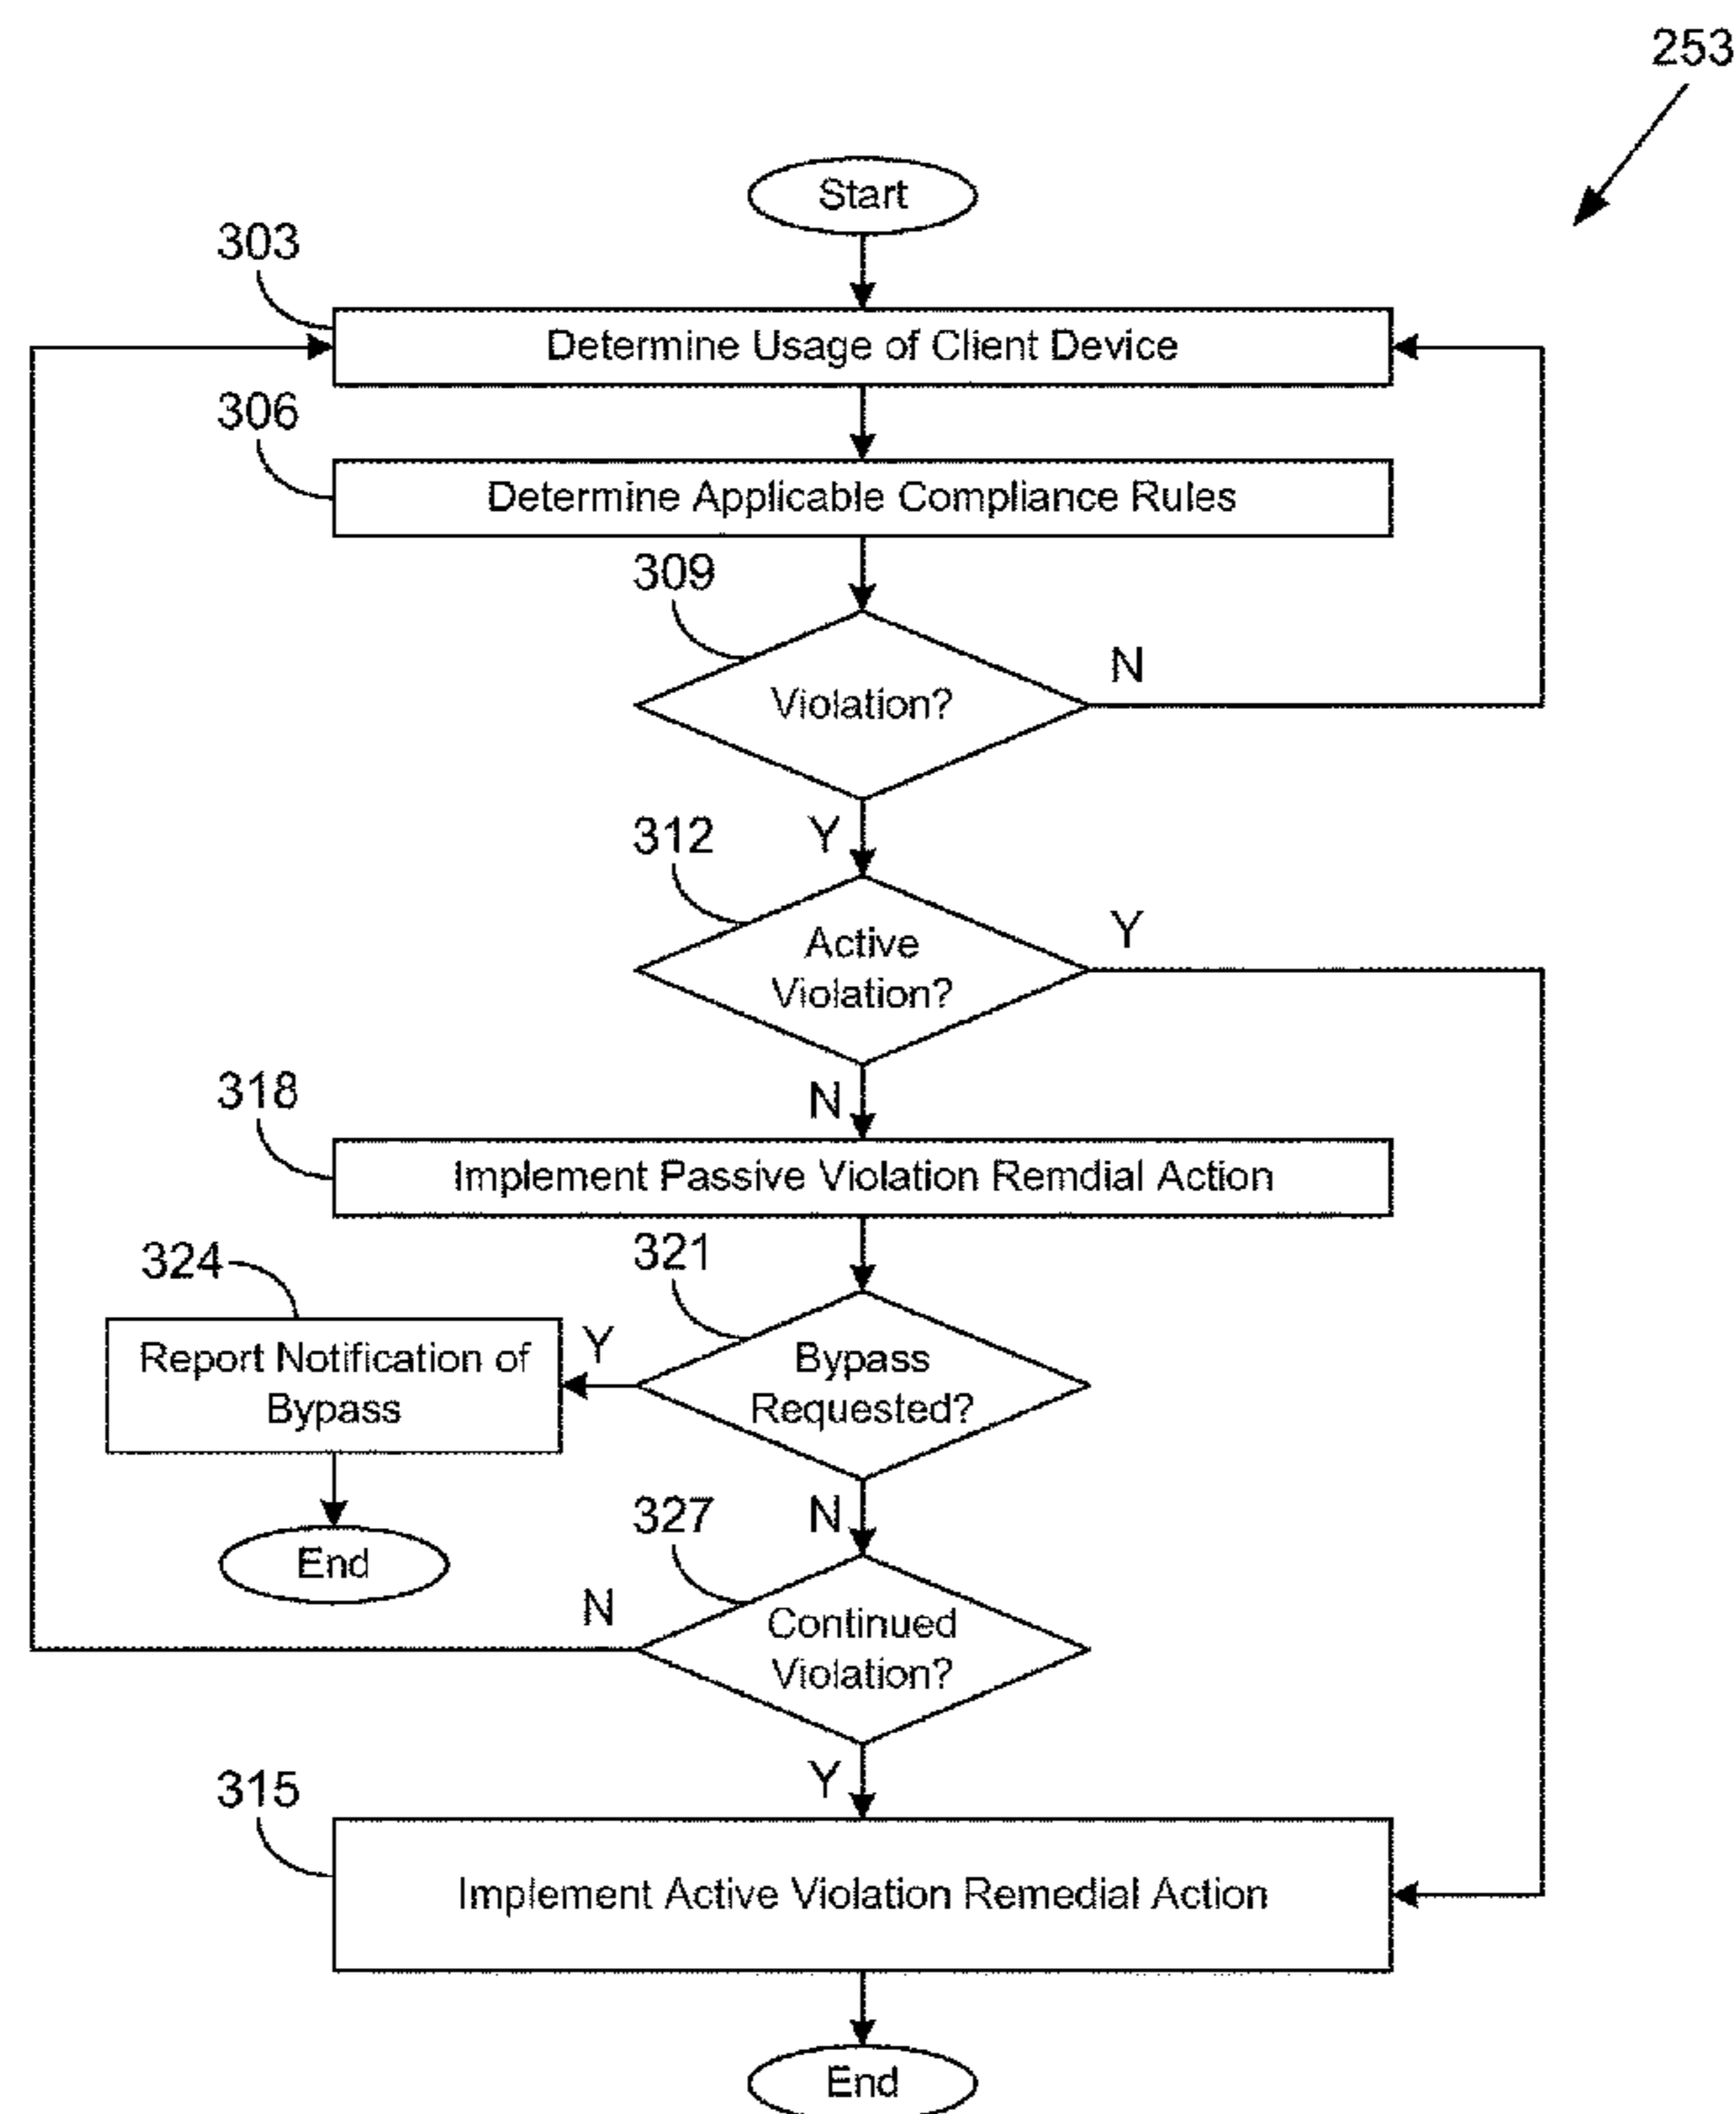 253
Start
303
Determine Usage of Client Device
306
Determine Applicable Compliance Rules
309
Violation?
N
Y
312
Active
Violation?
Y
N
318
Implement Passive Violation Remdial Action
321
Bypass
Requested?
Y
324
Report Notification of
Bypass
End
N
327
Continued
Violation?
N
Y
315
Implement Active Violation Remedial Action
End